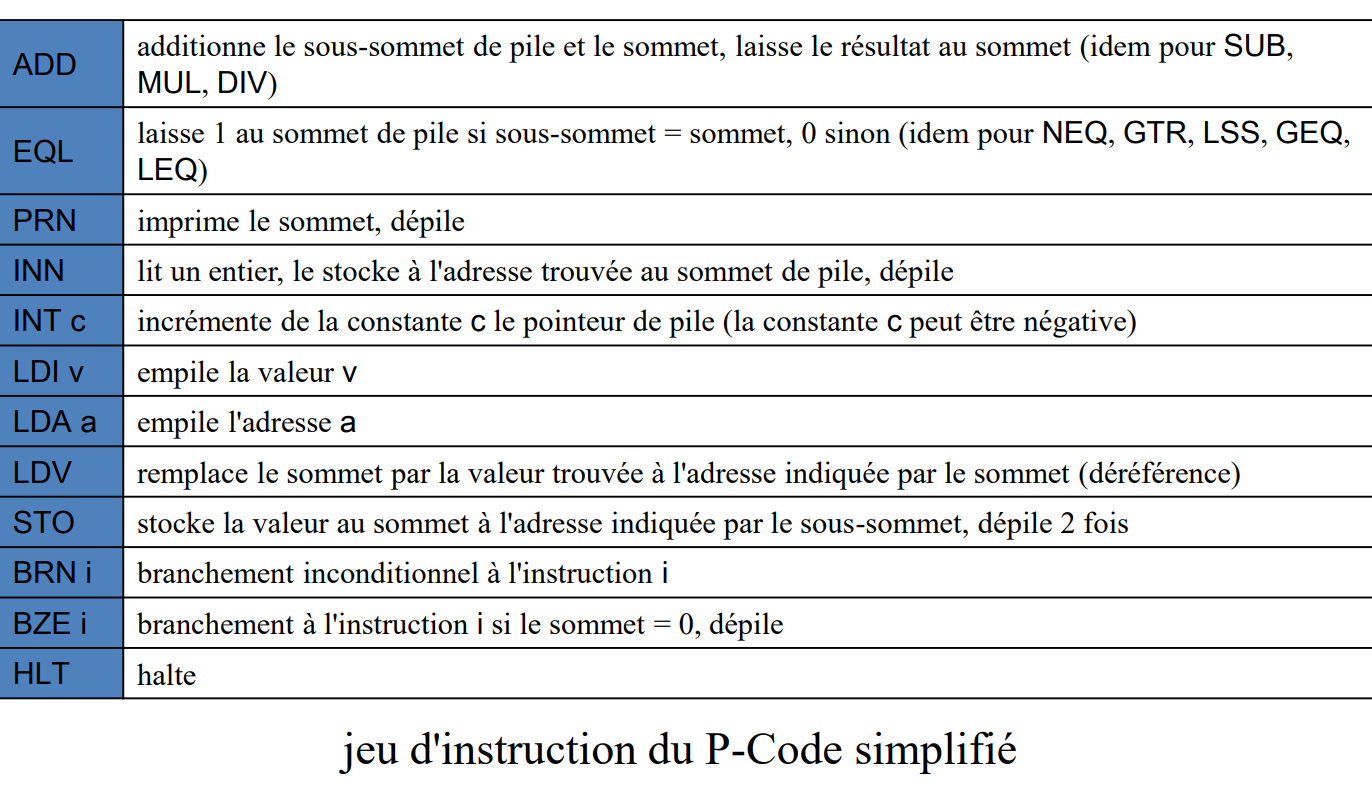 ADD additionne le sous-sommet de pile et le sommet, laisse le résultat au sommet (idem pour SUB,
MUL, DIV)
EQL laisse 1 au sommet de pile si sous-sommet = sommet, 0 sinon (idem pour NEQ, GTR, LSS, GEQ,
LEQ)
PRN imprime le sommet, dépile
INN lit un entier, le stocke à l'adresse trouvée au sommet de pile, dépile
INT c incrémente de la constante c le pointeur de pile (la constante c peut être négative)
LDI v empile la valeur v
LDA a empile l'adresse a
LDV remplace le sommet par la valeur trouvée à l'adresse indiquée par le sommet (déréférence)
STO stocke la valeur au sommet à l'adresse indiquée par le sous-sommet, dépile 2 fois
BRN i branchement inconditionnel à l'instruction i
BZE i branchement à l'instruction i si le sommet = 0, dépile
HLT halte
jeu d'instruction du P-Code simplifié